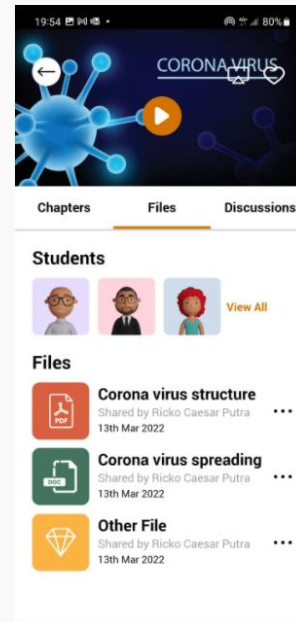 19:54
80%
CORONA VIRUS
Chapters Files Discussions
Students
View All
Files
PDF
Corona virus structure
Shared by Ricko Caesar Putra
13th Mar 2022
DOC
Corona virus spreading
Shared by Ricko Caesar Putra
13th Mar 2022
Other File
Shared by Ricko Caesar Putra
13th Mar 2022